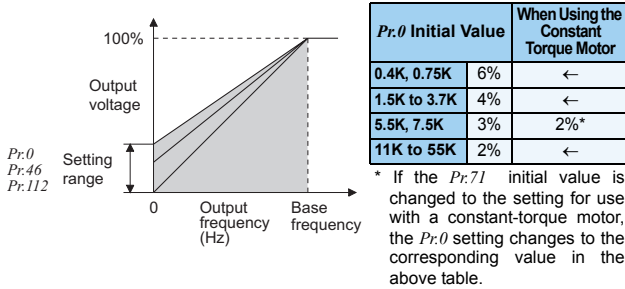 100%
Output
voltage
Pr.0
Pr.46
Pr.112
Setting
range
0
Output
frequency
(Hz)
Base
frequency
Pr.0 Initial Value
When Using the
Constant
Torque Motor
0.4K, 0.75K 6% ←
1.5K to 3.7K 4% ←
5.5K, 7.5K 3% 2%*
11K to 55K 2% ←
* If the Pr.71 initial value is
changed to the setting for use
with a constant-torque motor,
the Pr.0 setting changes to the
corresponding value in the
above table.